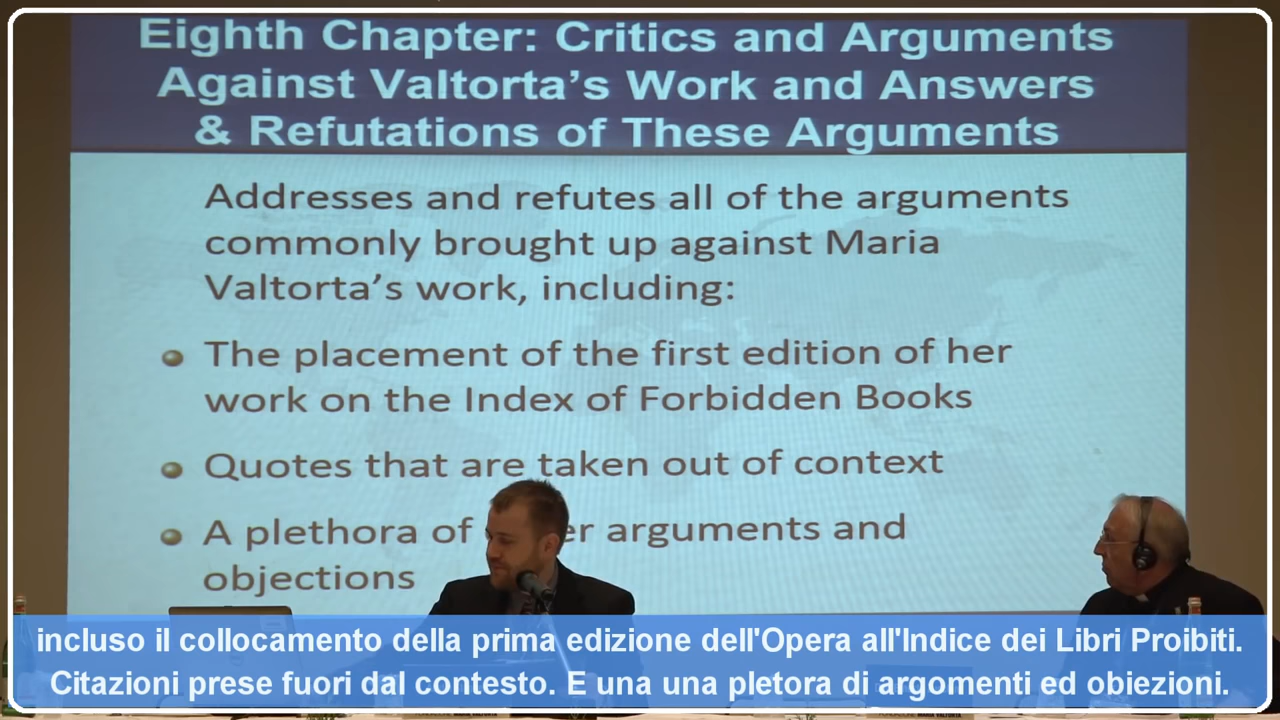 Eighth Chapter: Critics and Arguments
Against Valtorta's Work and Answers
& Refutations of These Arguments
Addresses and refutes all of the arguments
commonly brought up against Maria
Valtorta's work, including:
The placement of the first edition of her
work on the Index of Forbidden Books
Quotes that are taken out of context
A plethora of er arguments and
objections
incluso il collocamento della prima edizione dell'Opera all'Indice dei Libri Proibiti.
Citazioni prese fuori dal contesto. E una una pletora di argomenti ed obiezioni.